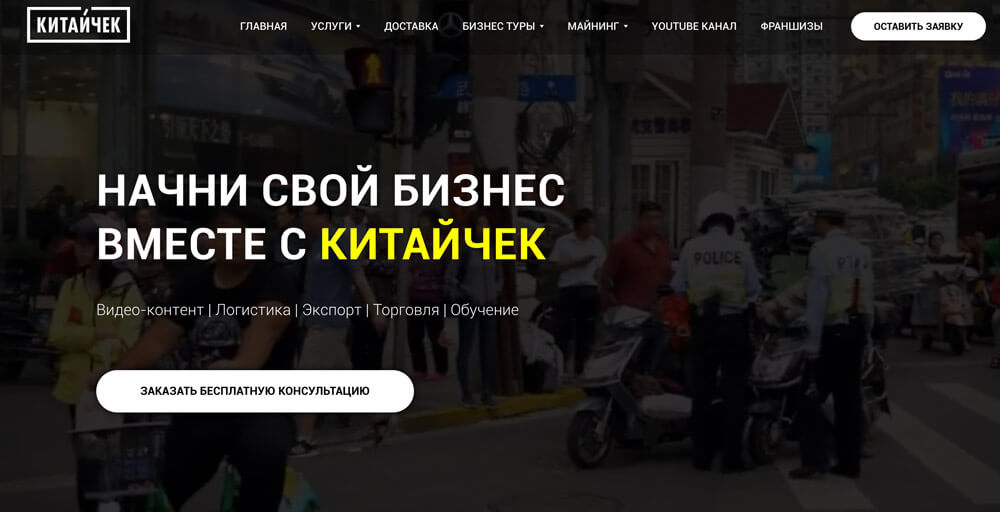 КИТАЙЧЕК
ГЛАВНАЯ УСЛУГИ ДОСТАВКА БИЗНЕС ТУРЫ МАЙНИНГ YOUTUBE КАНАЛ ФРАНШИЗЫ ОСТАВИТЬ ЗАЯВКУ
НАЧНИ СВОЙ БИЗНЕС
ВМЕСТЕ С КИТАЙЧЕК
Видео-контент | Логистика | Экспорт | Торговля | Обучение
ЗАКАЗАТЬ БЕСПЛАТНУЮ КОНСУЛЬТАЦИЮ
POLICE